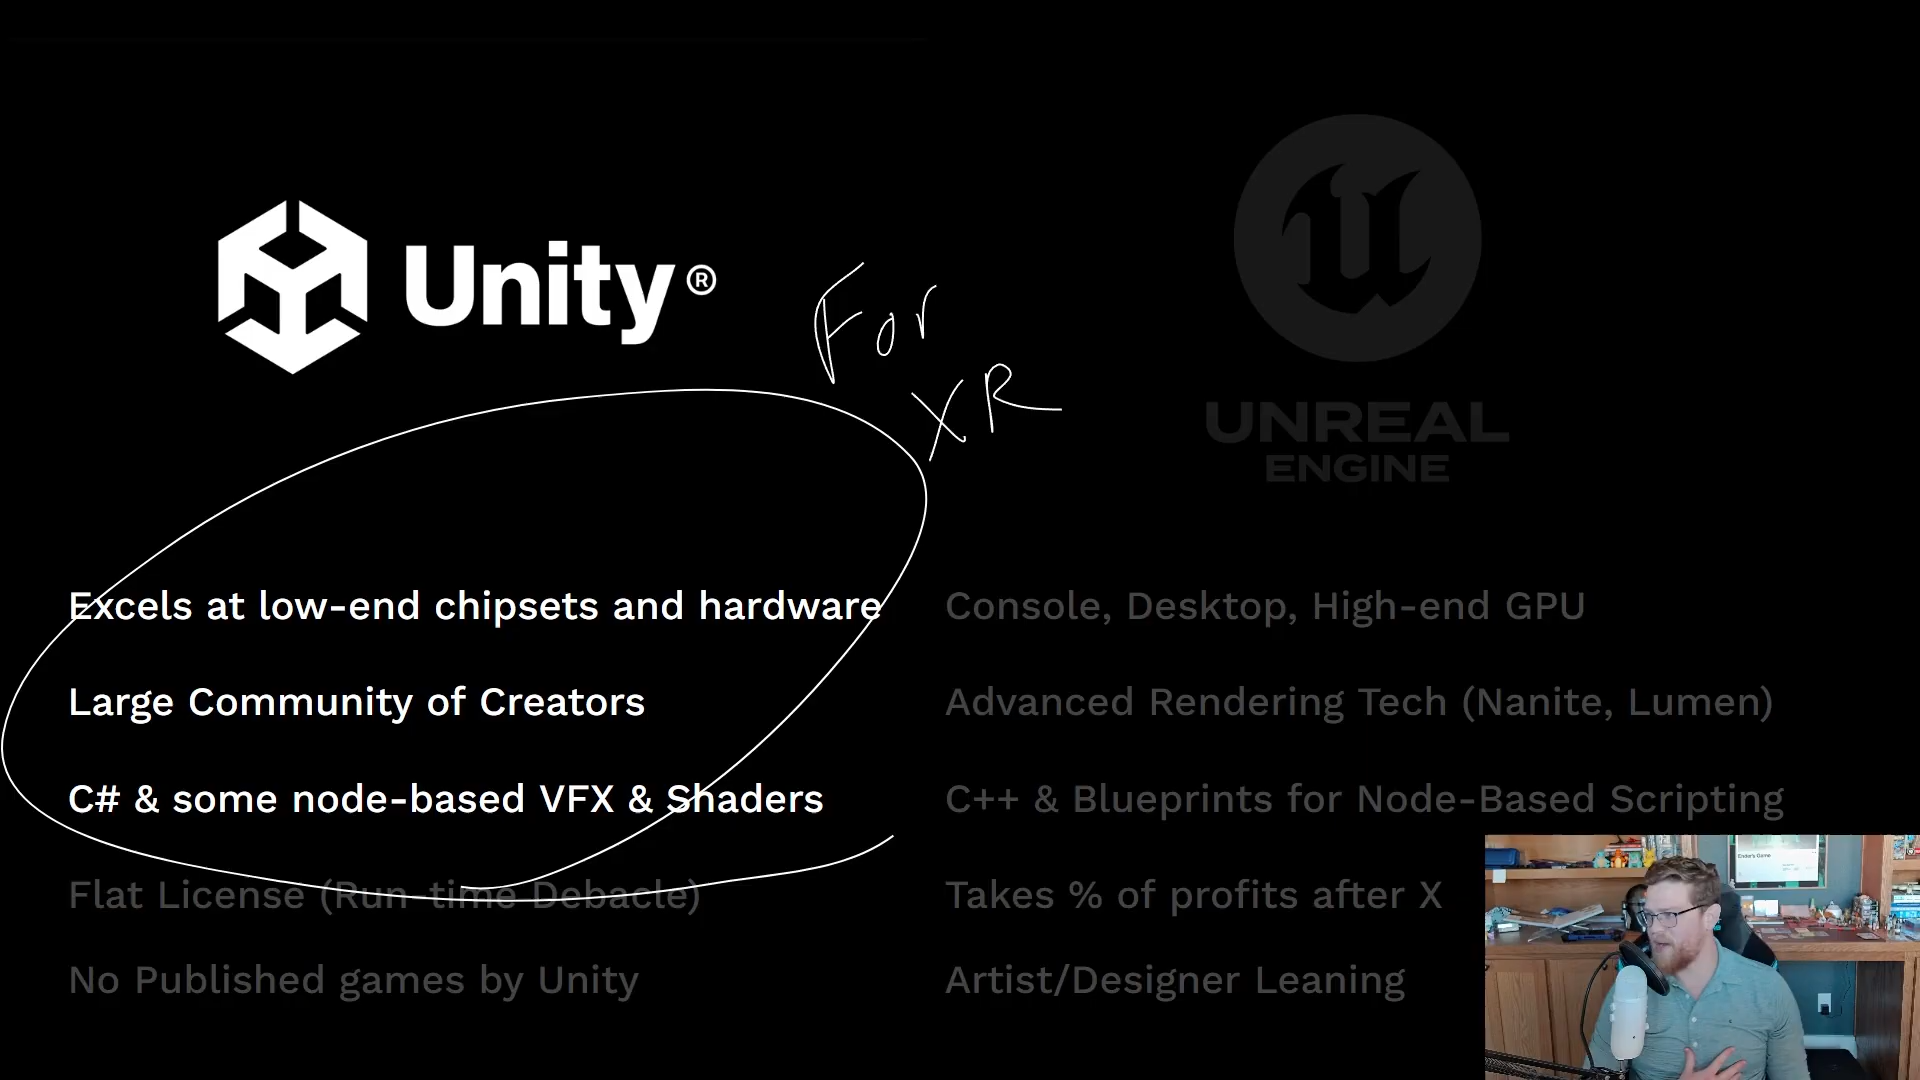 Unity®
For
XR
UNREAL
ENGINE
Excels at low-end chipsets and hardware
Large Community of Creators
C# & some node-based VFX & Shaders
Flat License (Run-time Debacle)
No Published games by Unity
Console, Desktop, High-end GPU
Advanced Rendering Tech (Nanite, Lumen)
C++ & Blueprints for Node-Based Scripting
Takes % of profits after X
Artist/Designer Leaning
Ender's Game